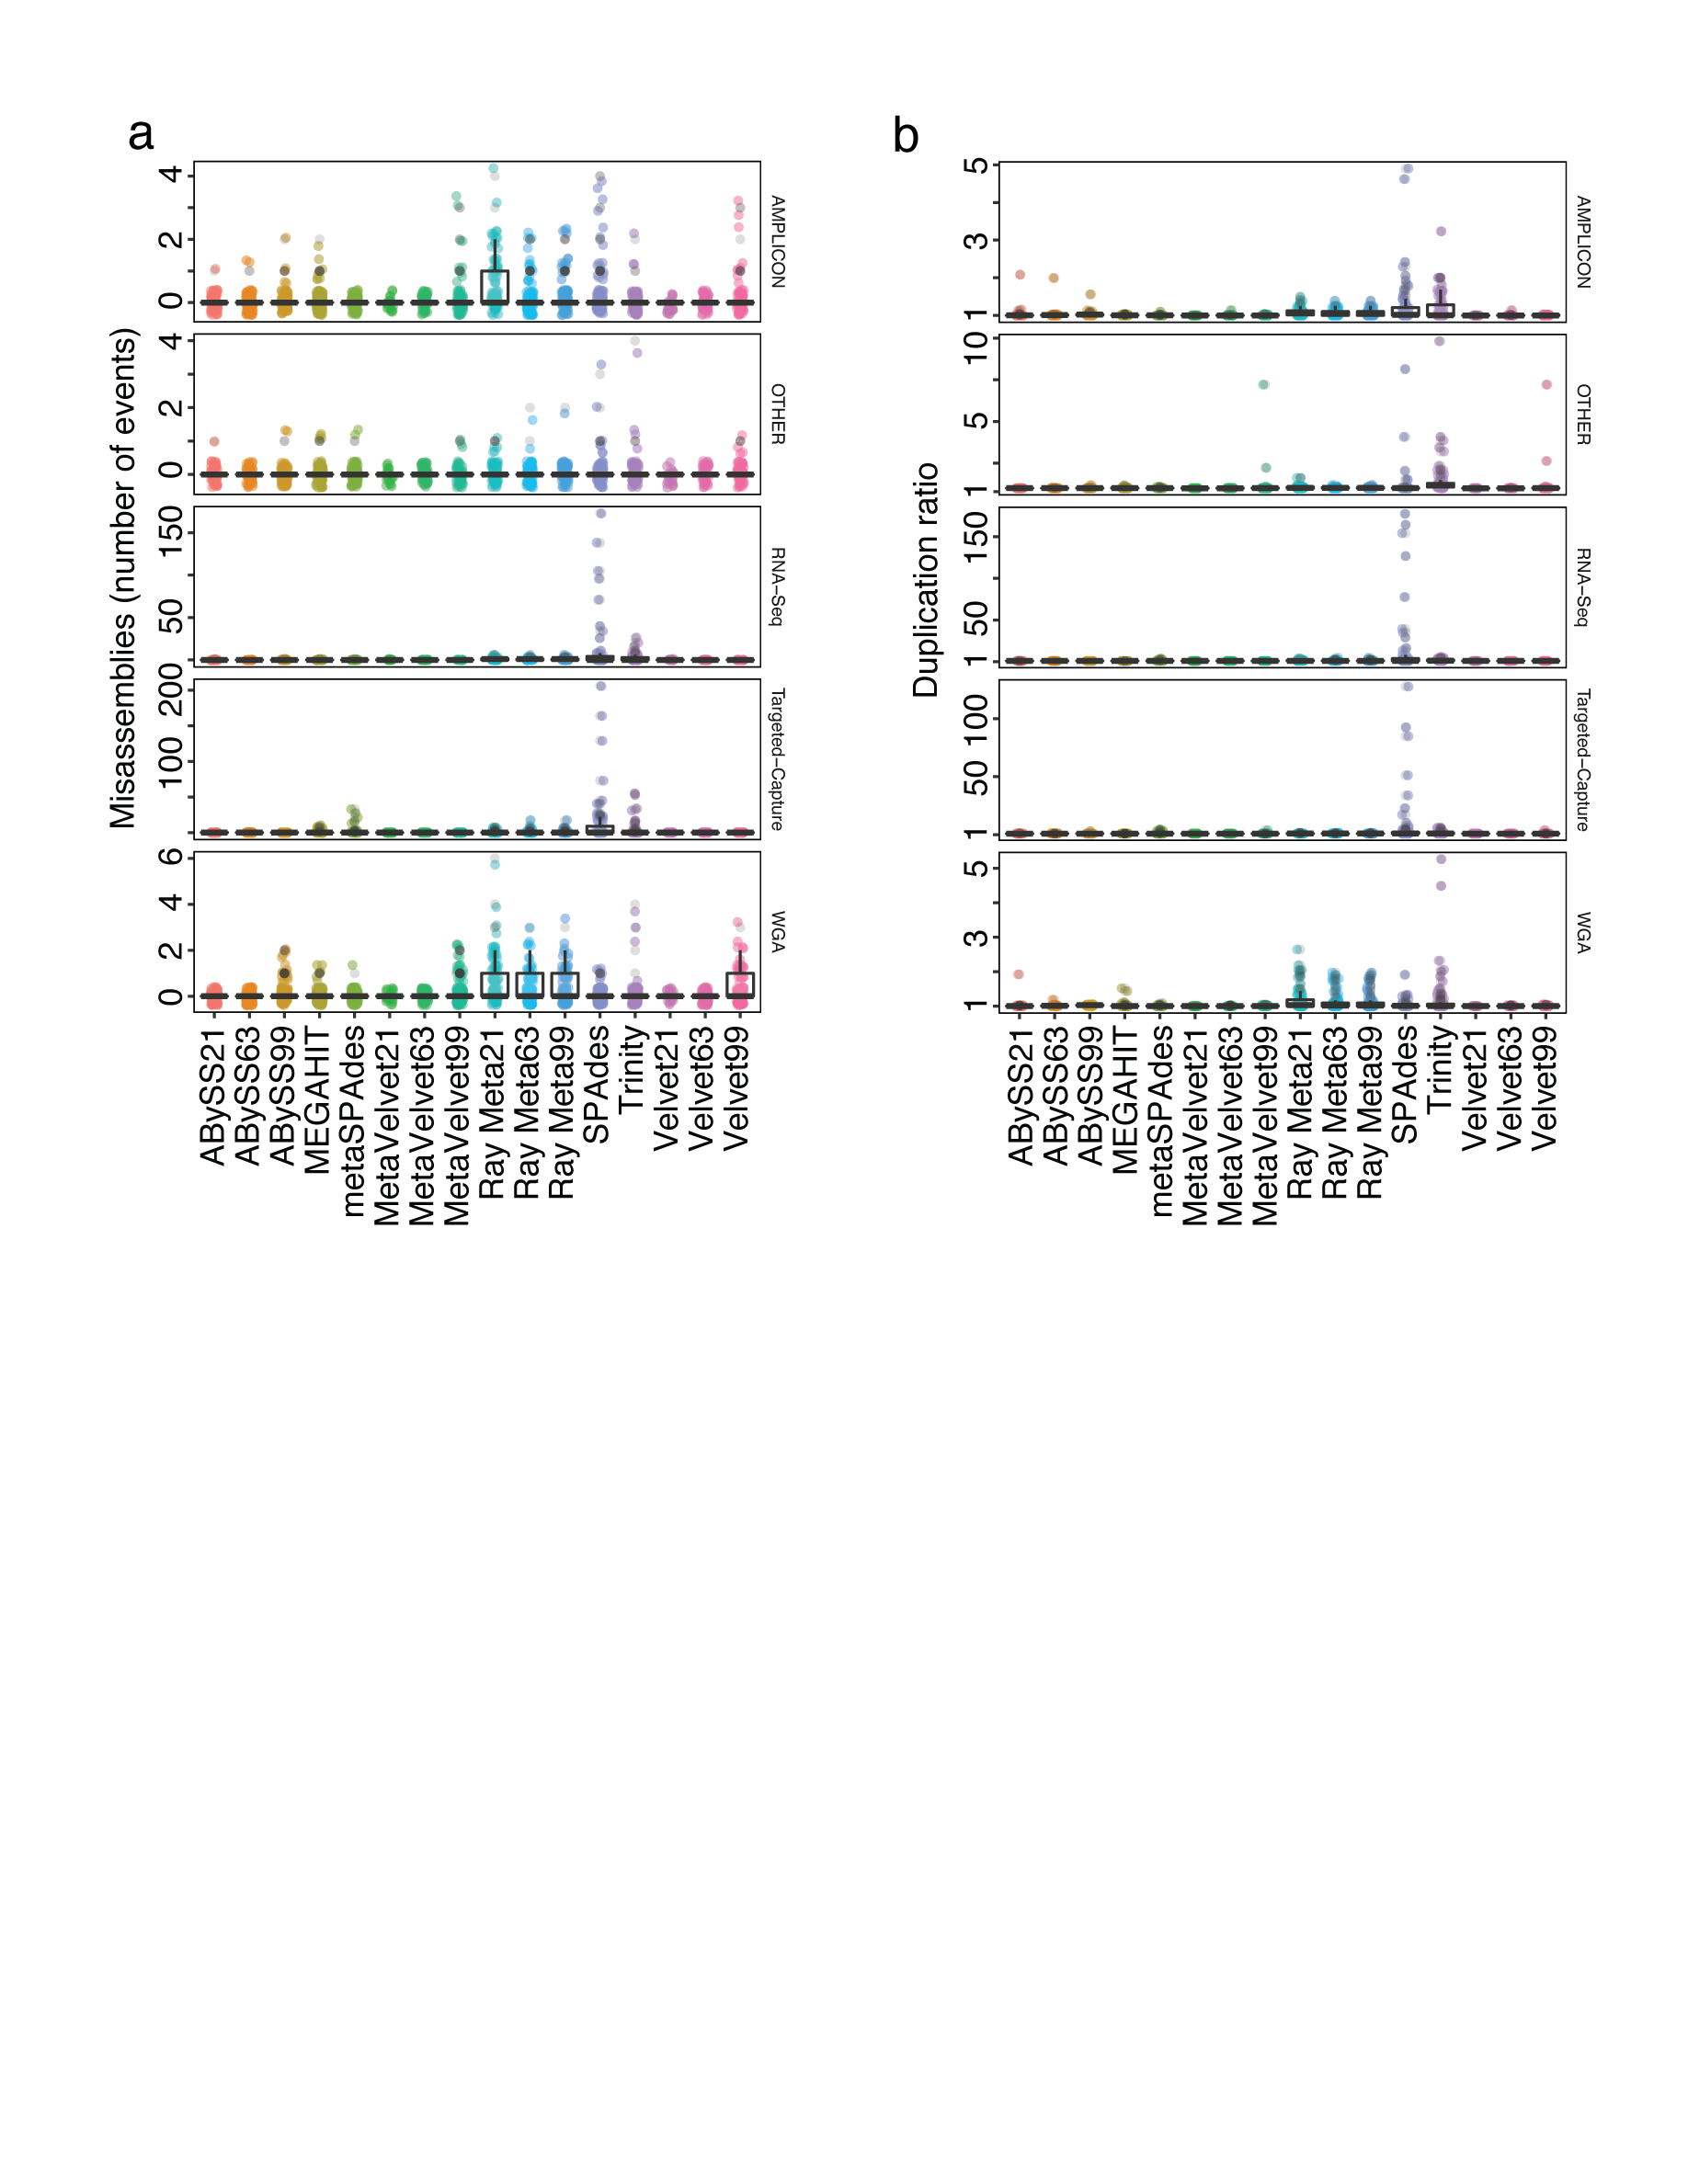 a
Misassemblies (number of events)
4
2
0
AMPLICON
4
2
0
OTHER
150
50
0
RNA−Seq
200
100
Targeted−Capture
6
4
2
0
WGA
ABySS21
ABySS63
ABySS99
MEGAHIT
metaSPAdes
MetaVelvet21
MetaVelvet63
MetaVelvet99
Ray Meta21
Ray Meta63
Ray Meta99
SPAdes
Trinity
Velvet21
Velvet63
Velvet99
b
Duplication ratio
5
3
1
AMPLICON
10
5
1
OTHER
150
50
1
RNA−Seq
100
50
1
Targeted−Capture
5
3
1
WGA
ABySS21
ABySS63
ABySS99
MEGAHIT
metaSPAdes
MetaVelvet21
MetaVelvet63
MetaVelvet99
Ray Meta21
Ray Meta63
Ray Meta99
SPAdes
Trinity
Velvet21
Velvet63
Velvet99